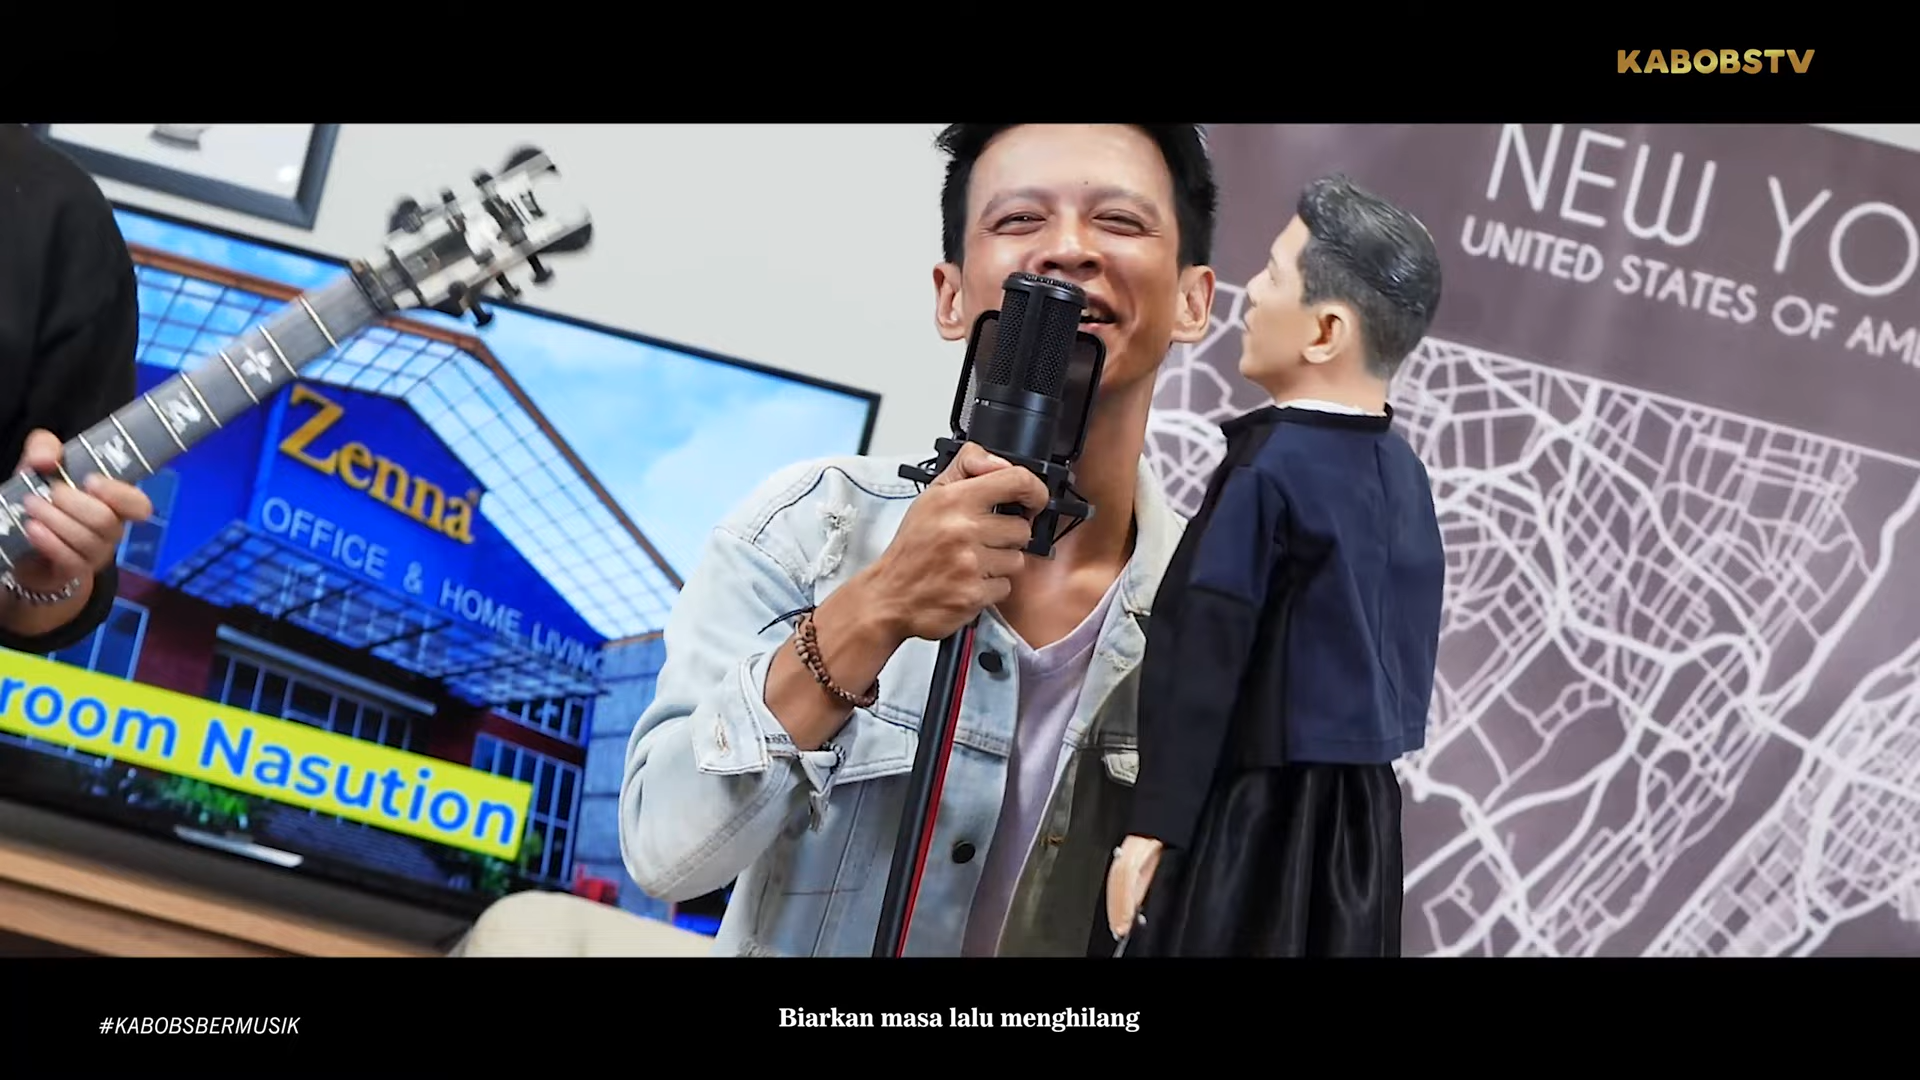 KABOBSTV
NEW YO
UNITED STATES OF AM
Zenna
OFFICE & HOME LIVING
room Nasution
#KABOBSBERMUSIK
Biarkan masa lalu menghilang